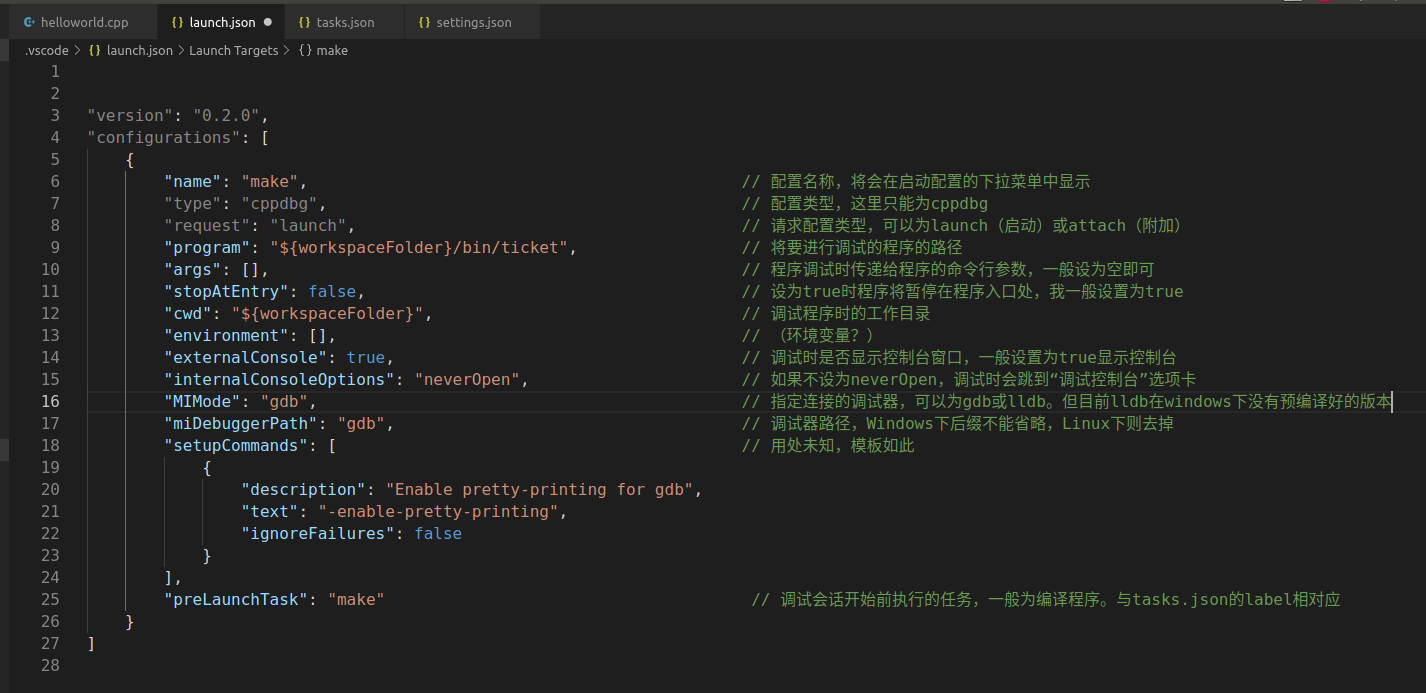 helloworld.cpp {} launch.json {} tasks.json {} settings.json
.vscode > {} launch.json > Launch Targets > {} make
1
2
3 "version": "0.2.0",
4 "configurations": [
5 {
6 "name": "make", // 配置名称，将会在启动配置的下拉菜单中显示
7 "type": "cppdbg", // 配置类型，这里只能为cppdbg
8 "request": "launch", // 请求配置类型，可以为launch（启动）或attach（附加）
9 "program": "${workspaceFolder}/bin/ticket", // 将要进行调试的程序的路径
10 "args": [], // 程序调试时传递给程序的命令行参数，一般设为空即可
11 "stopAtEntry": false, // 设为true时程序将暂停在程序入口处，我一般设置为true
12 "cwd": "${workspaceFolder}", // 调试程序时的工作目录
13 "environment": [], // （环境变量？）
14 "externalConsole": true, // 调试时是否显示控制台窗口，一般设置为true显示控制台
15 "internalConsoleOptions": "neverOpen", // 如果不设为neverOpen，调试时会跳到“调试控制台”选项卡
16 "MIMode": "gdb", // 指定连接的调试器，可以为gdb或lldb。但目前lldb在windows下没有预编译好的版本
17 "miDebuggerPath": "gdb", // 调试器路径，Windows下后缀不能省略，Linux下则去掉
18 "setupCommands": [ // 用处未知，模板如此
19 {
20 "description": "Enable pretty-printing for gdb",
21 "text": "-enable-pretty-printing",
22 "ignoreFailures": false
23 }
24 ],
25 "preLaunchTask": "make" // 调试会话开始前执行的任务，一般为编译程序。与tasks.json的label相对应
26 }
27 ]
28